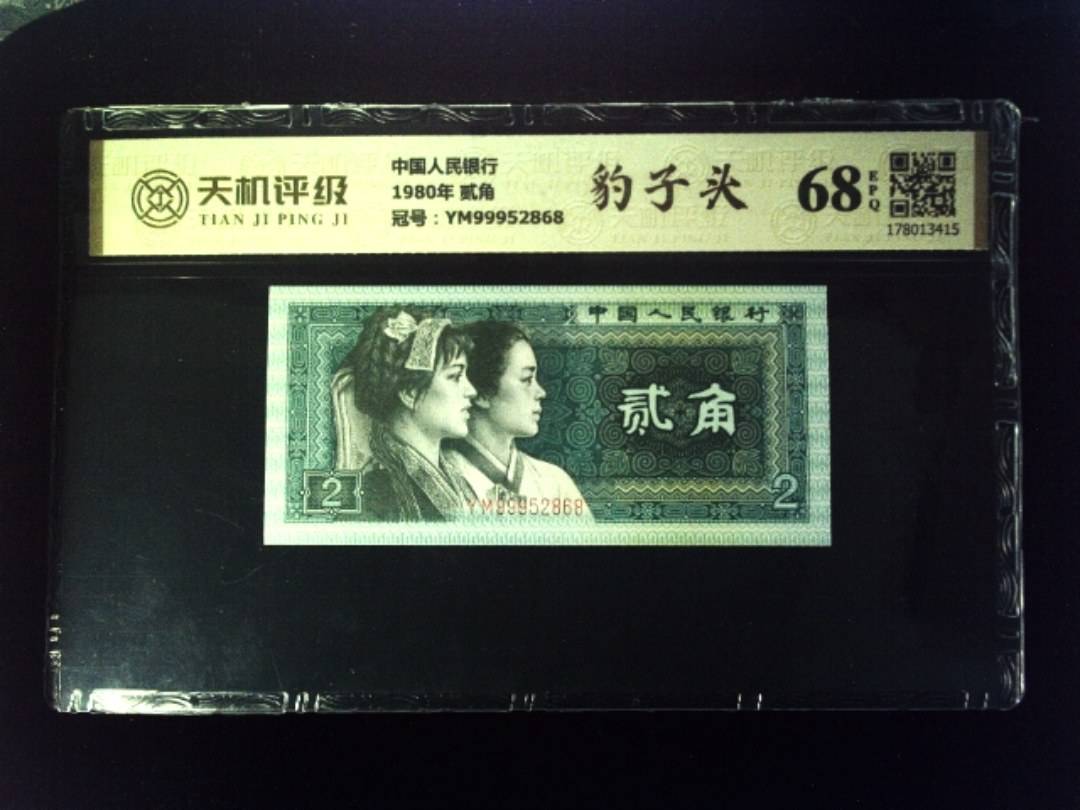 天机评级
TIAN JI PING JI
中国人民银行
1980年 贰角
冠号：YM99952868
豹子头
68
EPQ
178013415
中国人民银行
贰角
2
2
YM99952868